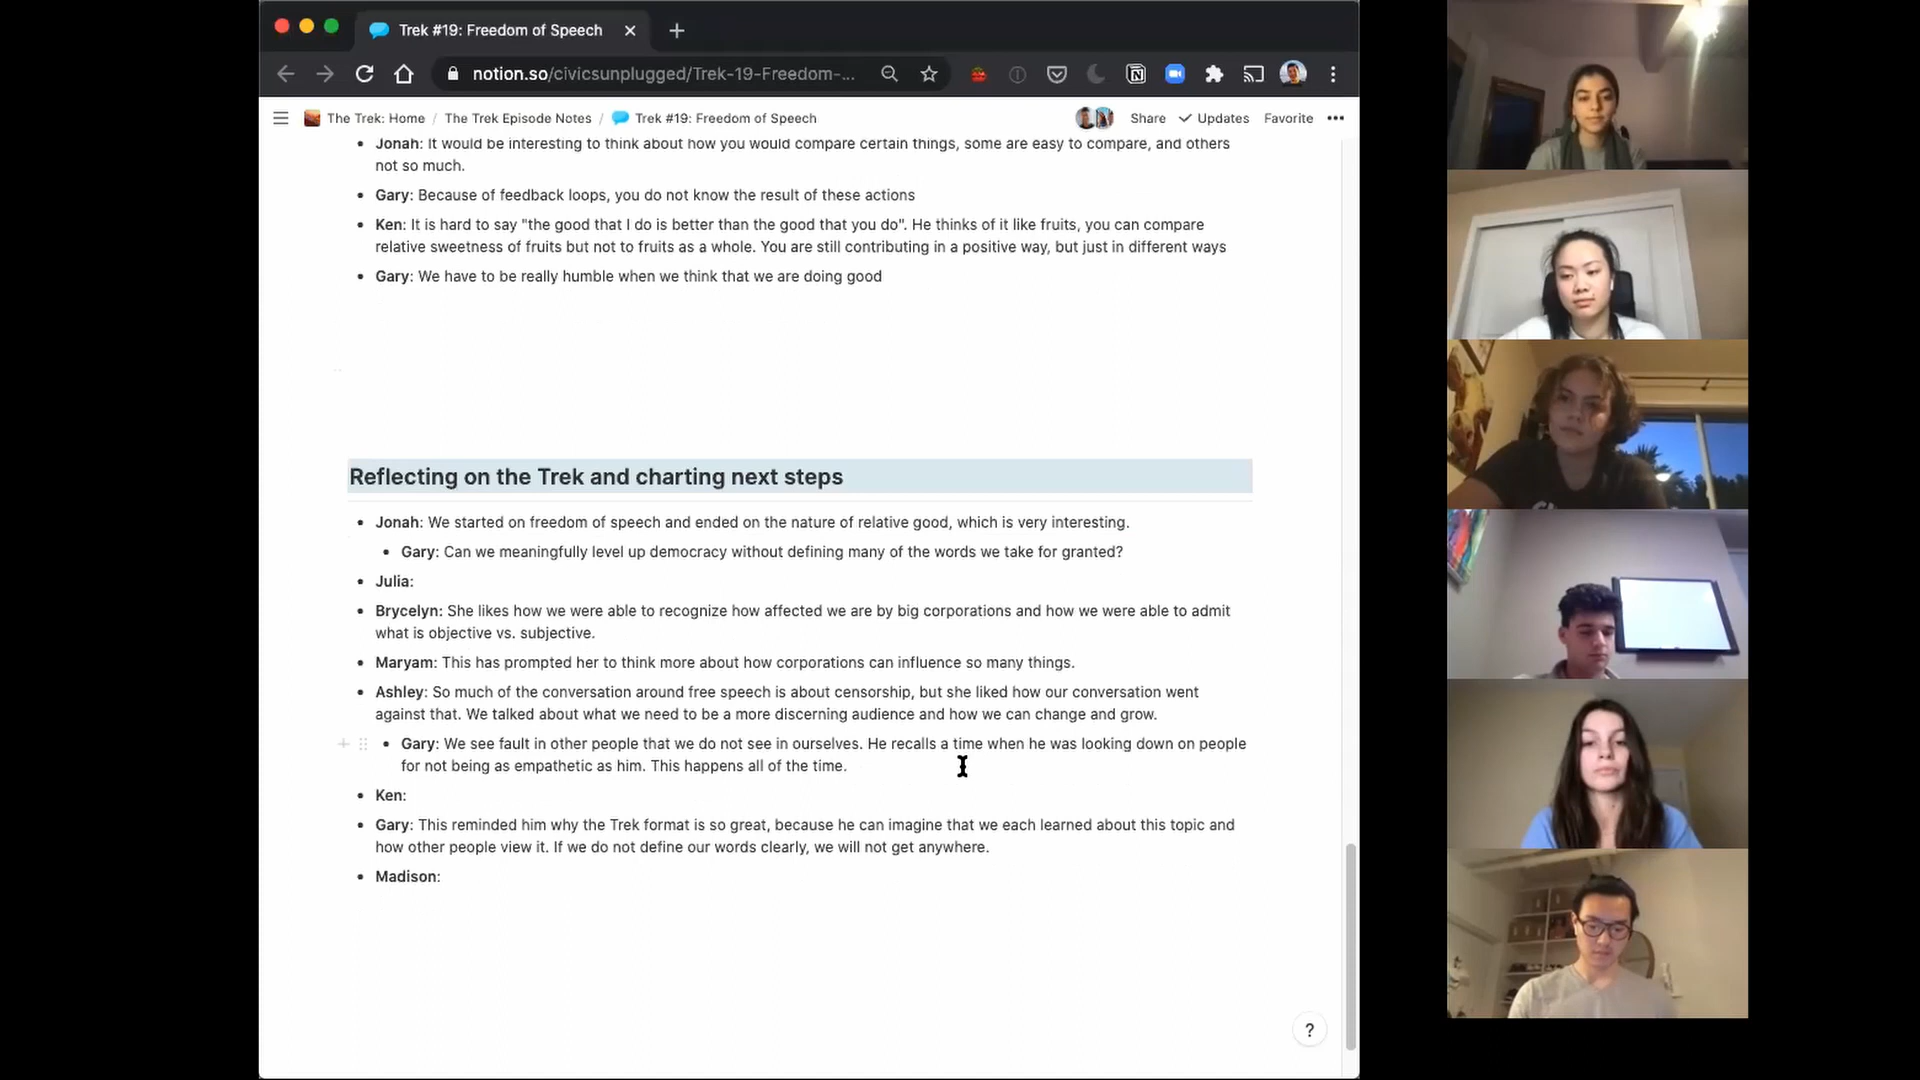 Trek #19: Freedom of Speech
notion.so/civicsunplugged/Trek-19-Freedom-...
The Trek: Home / The Trek Episode Notes / Trek #19: Freedom of Speech
Share Updates Favorite
Jonah: It would be interesting to think about how you would compare certain things, some are easy to compare, and others
not so much.
Gary: Because of feedback loops, you do not know the result of these actions
Ken: It is hard to say "the good that I do is better than the good that you do". He thinks of it like fruits, you can compare
relative sweetness of fruits but not to fruits as a whole. You are still contributing in a positive way, but just in different ways
Gary: We have to be really humble when we think that we are doing good
Reflecting on the Trek and charting next steps
Jonah: We started on freedom of speech and ended on the nature of relative good, which is very interesting.
Gary: Can we meaningfully level up democracy without defining many of the words we take for granted?
Julia:
Brycelyn: She likes how we were able to recognize how affected we are by big corporations and how we were able to admit
what is objective vs. subjective.
Maryam: This has prompted her to think more about how corporations can influence so many things.
Ashley: So much of the conversation around free speech is about censorship, but she liked how our conversation went
against that. We talked about what we need to be a more discerning audience and how we can change and grow.
Gary: We see fault in other people that we do not see in ourselves. He recalls a time when he was looking down on people
for not being as empathetic as him. This happens all of the time.
Ken:
Gary: This reminded him why the Trek format is so great, because he can imagine that we each learned about this topic and
how other people view it. If we do not define our words clearly, we will not get anywhere.
Madison:
?